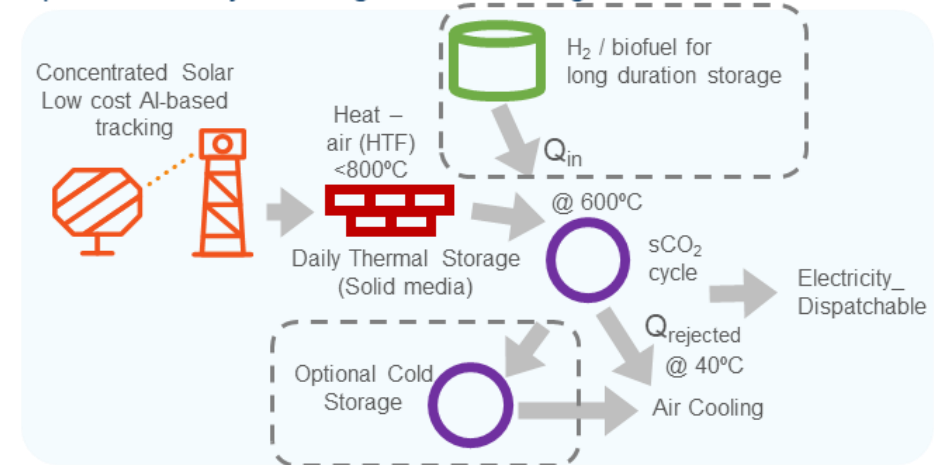 Concentrated Solar
Low cost AI-based
tracking
Heat –
air (HTF)
<800ºC
H₂ / biofuel for
long duration storage
Qin
@ 600ºC
Daily Thermal Storage
(Solid media)
sCO₂
cycle
Electricity_
Dispatchable
Qrejected
@ 40ºC
Optional Cold
Storage
Air Cooling